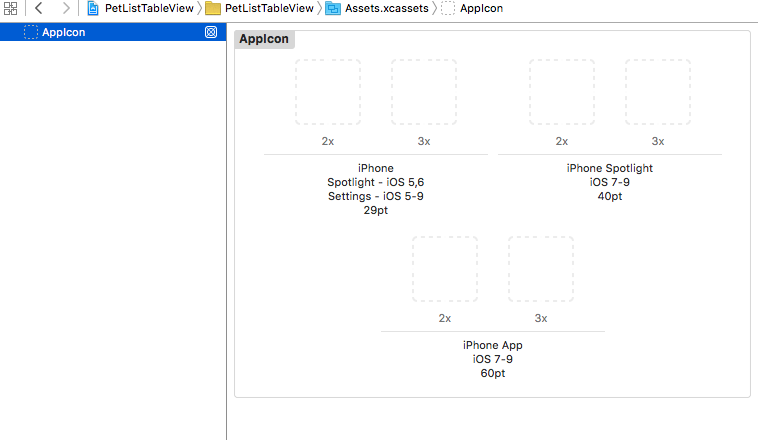 PetListTableView PetListTableView Assets.xcassets AppIcon
AppIcon
AppIcon
2x 3x 2x 3x
iPhone
Spotlight - iOS 5,6
Settings - iOS 5-9
29pt
iPhone Spotlight
iOS 7-9
40pt
2x 3x
iPhone App
iOS 7-9
60pt